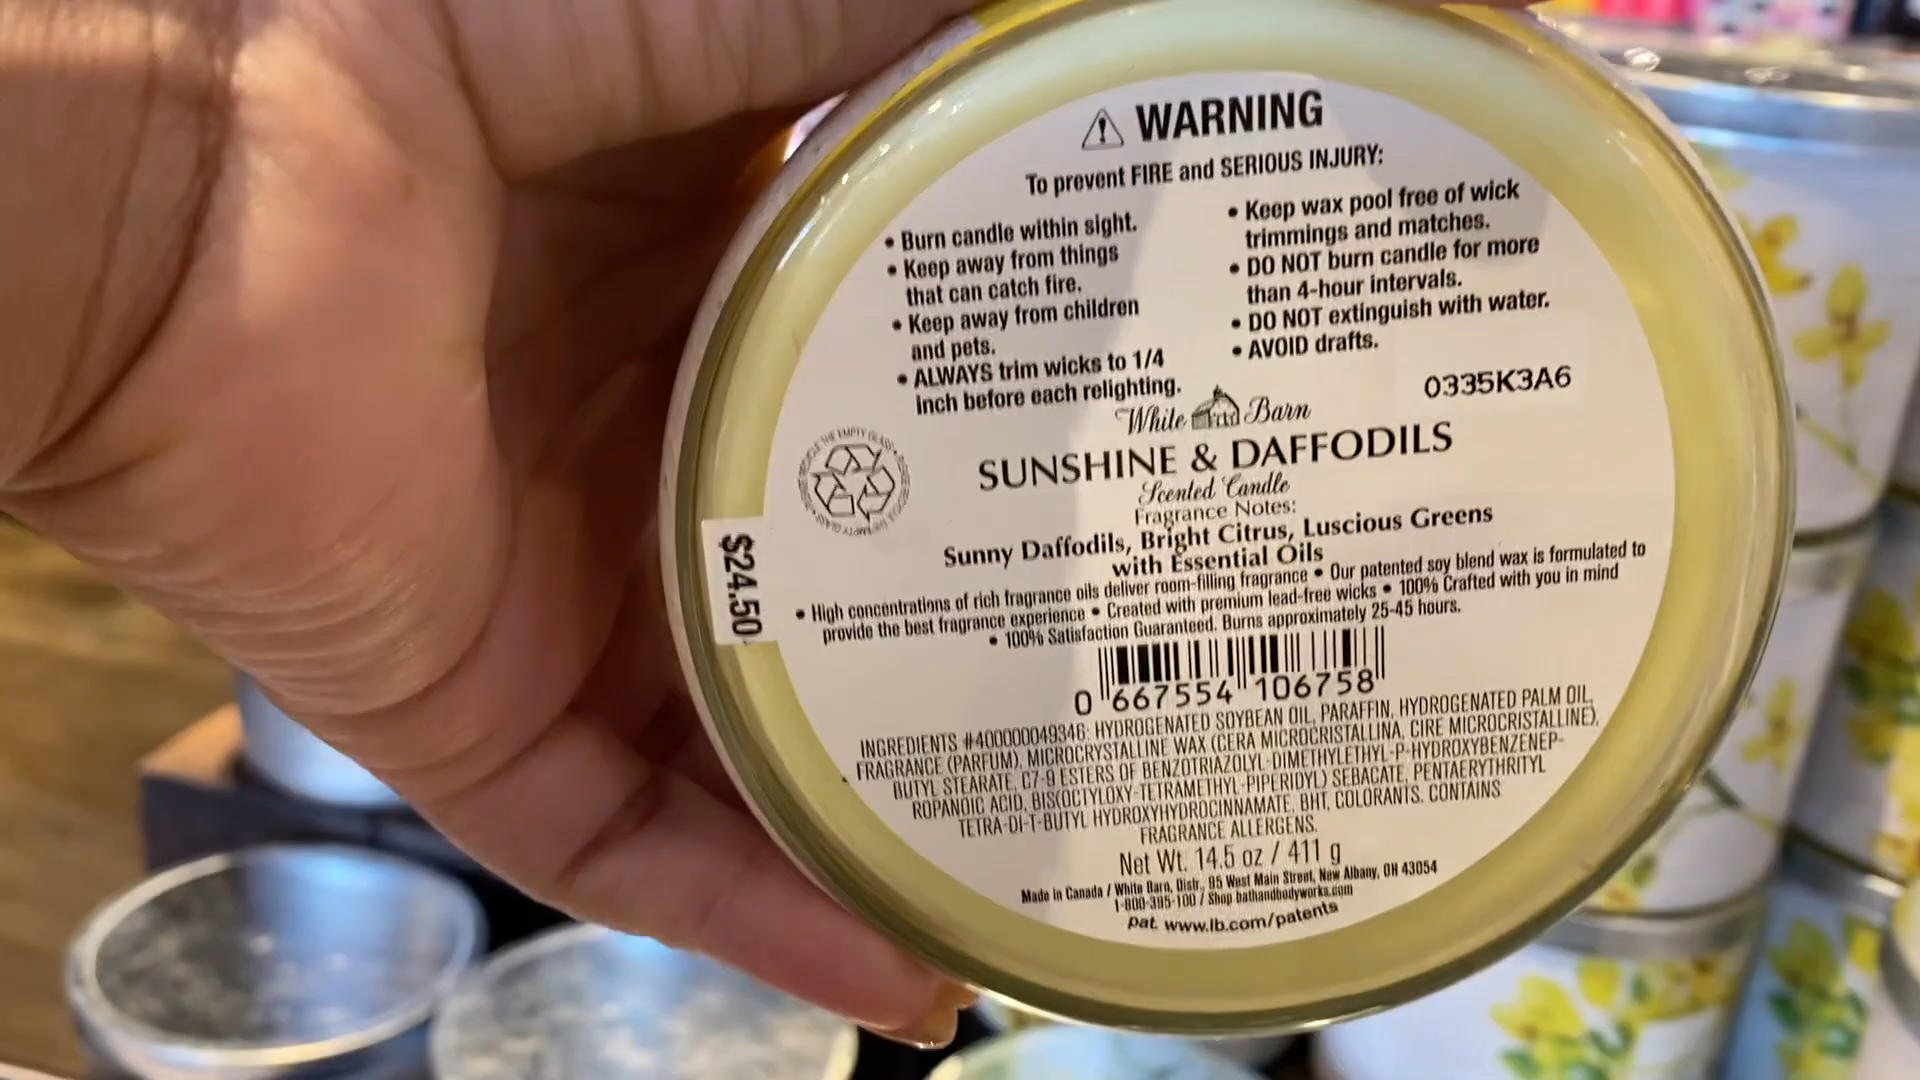 WARNING
To prevent FIRE and SERIOUS INJURY:
• Burn candle within sight.
• Keep away from things
that can catch fire.
• Keep away from children
and pets.
• ALWAYS trim wicks to 1/4
inch before each relighting.
• Keep wax pool free of wick
trimmings and matches.
• DO NOT burn candle for more
than 4-hour intervals.
• DO NOT extinguish with water.
• AVOID drafts.
0335K3A6
White Barn
SUNSHINE & DAFFODILS
Scented Candle
Fragrance Notes:
Sunny Daffodils, Bright Citrus, Luscious Greens
with Essential Oils
• High concentrations of rich fragrance oils deliver room-filling fragrance • Our patented soy blend wax is formulated to
provide the best fragrance experience • Created with premium lead-free wicks • 100% Crafted with you in mind
• 100% Satisfaction Guaranteed. Burns approximately 25-45 hours.
$24.50
0 667554 106758
INGREDIENTS #400000049346: HYDROGENATED SOYBEAN OIL, PARAFFIN, HYDROGENATED PALM OIL,
FRAGRANCE (PARFUM), MICROCRYSTALLINE WAX (CERA MICROCRISTALLINA, CIRE MICROCRISTALLINE),
BUTYL STEARATE, C7-9 ESTERS OF BENZOTRIAZOLYL-DIMETHYLETHYL-P-HYDROXYBENZENEP-
ROPANOIC ACID, BIS(OCTYLOXY-TETRAMETHYL-PIPERIDYL) SEBACATE, PENTAERYTHRITYL
TETRA-DI-T-BUTYL HYDROXYHYDROCINNAMATE, BHT, COLORANTS. CONTAINS
FRAGRANCE ALLERGENS.
Net Wt. 14.5 oz / 411 g
Made in Canada / White Barn, Distr., 95 West Main Street, New Albany, OH 43054
1-800-395-100 / Shop bathandbodyworks.com
pat. www.lb.com/patents